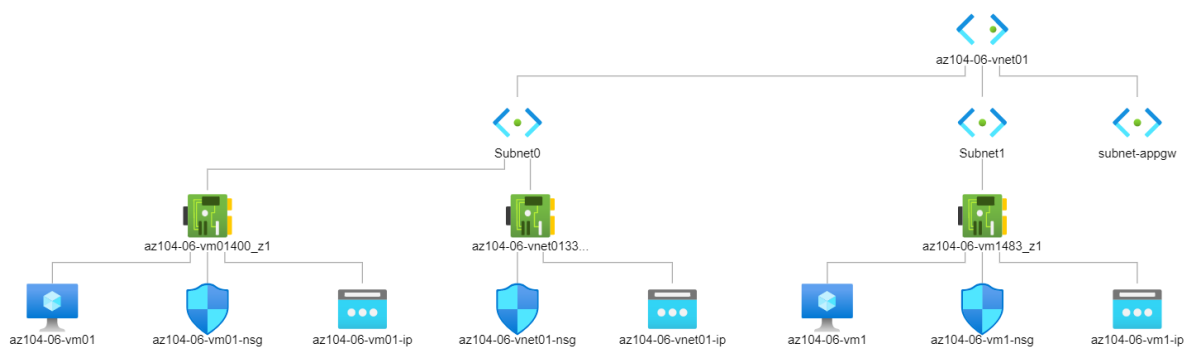 az104-06-vnet01
Subnet0
Subnet1
subnet-appgw
az104-06-vm01400_z1
az104-06-vnet0133...
az104-06-vm1483_z1
az104-06-vm01
az104-06-vm01-nsg
az104-06-vm01-ip
az104-06-vnet01-nsg
az104-06-vnet01-ip
az104-06-vm1
az104-06-vm1-nsg
az104-06-vm1-ip